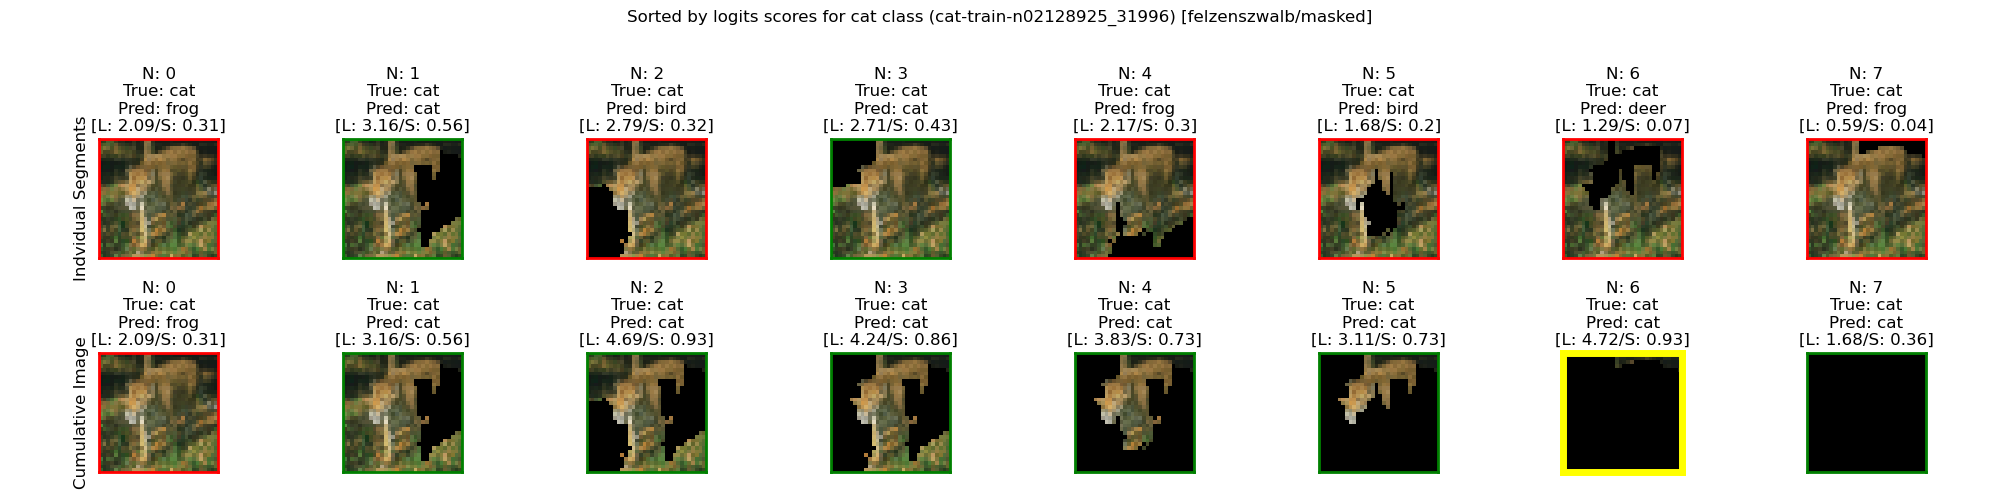 Sorted by logits scores for cat class (cat-train-n02128925_31996) [felzenszwalb/masked]
Indvidual Segments
N: 0
True: cat
Pred: frog
[L: 2.09/S: 0.31]
N: 1
True: cat
Pred: cat
[L: 3.16/S: 0.56]
N: 2
True: cat
Pred: bird
[L: 2.79/S: 0.32]
N: 3
True: cat
Pred: cat
[L: 2.71/S: 0.43]
N: 4
True: cat
Pred: frog
[L: 2.17/S: 0.3]
N: 5
True: cat
Pred: bird
[L: 1.68/S: 0.2]
N: 6
True: cat
Pred: deer
[L: 1.29/S: 0.07]
N: 7
True: cat
Pred: frog
[L: 0.59/S: 0.04]
Cumulative Image
N: 0
True: cat
Pred: frog
[L: 2.09/S: 0.31]
N: 1
True: cat
Pred: cat
[L: 3.16/S: 0.56]
N: 2
True: cat
Pred: cat
[L: 4.69/S: 0.93]
N: 3
True: cat
Pred: cat
[L: 4.24/S: 0.86]
N: 4
True: cat
Pred: cat
[L: 3.83/S: 0.73]
N: 5
True: cat
Pred: cat
[L: 3.11/S: 0.73]
N: 6
True: cat
Pred: cat
[L: 4.72/S: 0.93]
N: 7
True: cat
Pred: cat
[L: 1.68/S: 0.36]